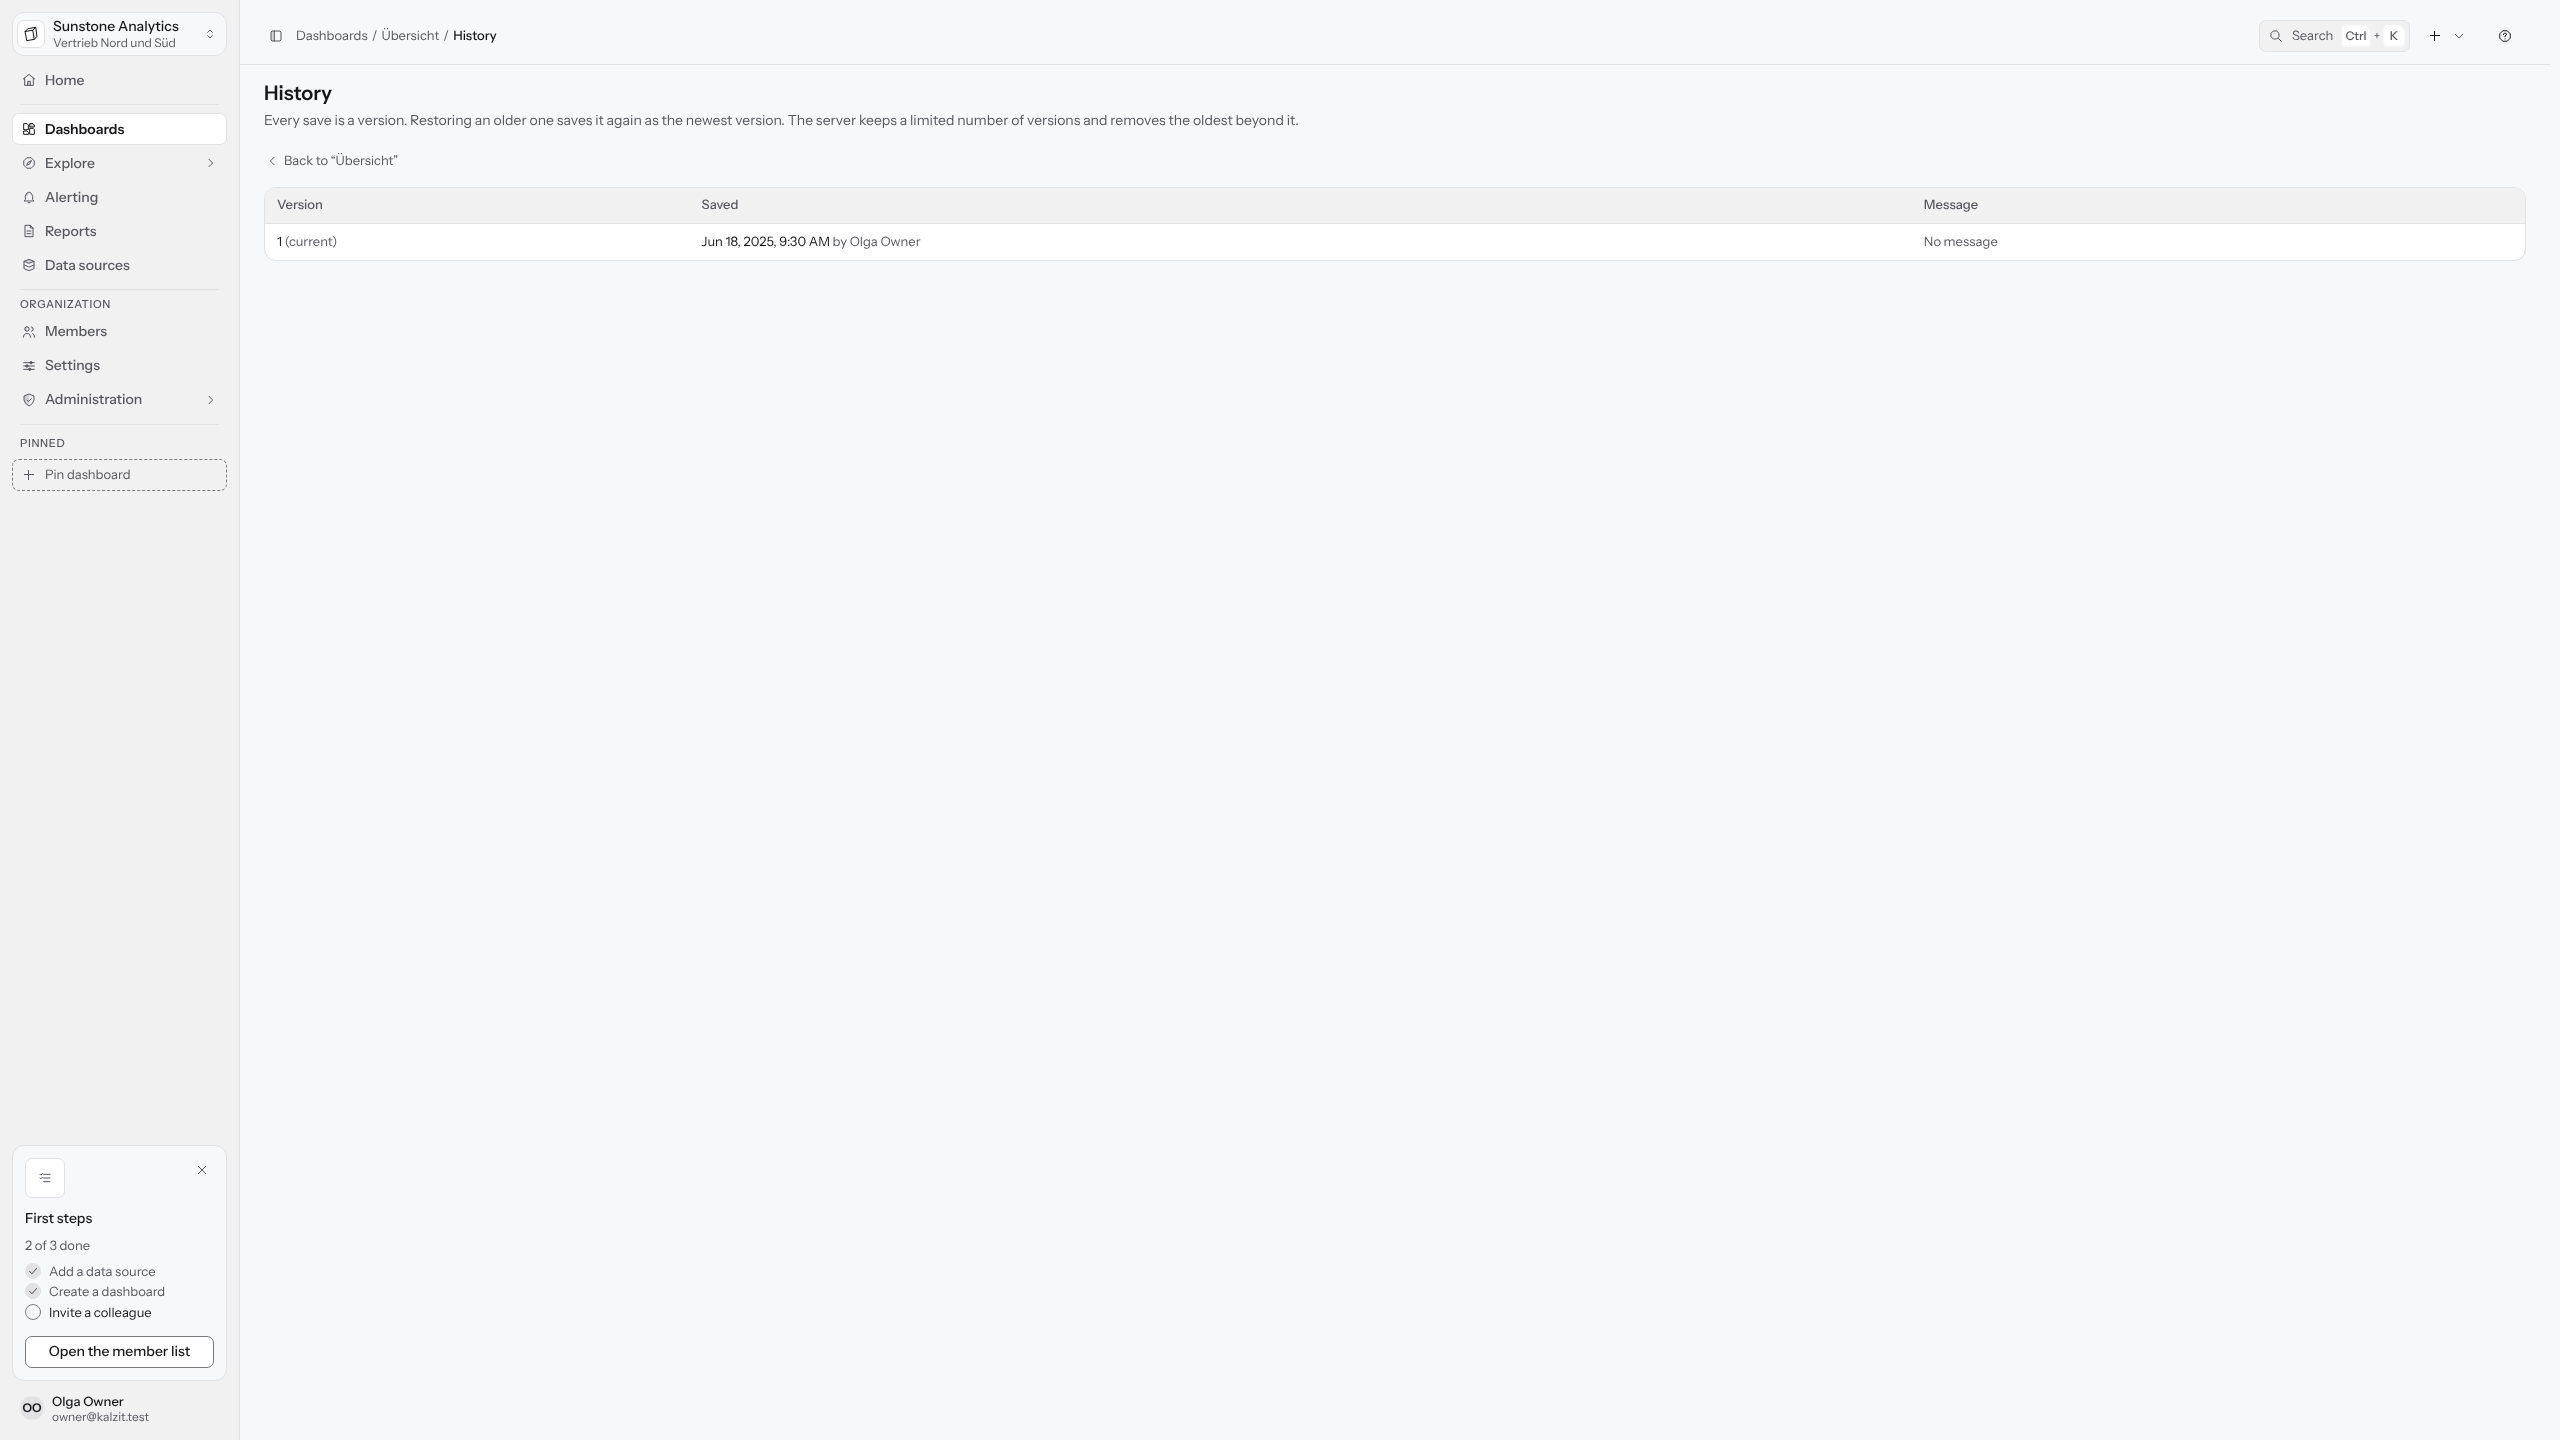 Sunstone Analytics
Vertrieb Nord und Süd
Home
Dashboards
Explore
Alerting
Reports
Data sources
ORGANIZATION
Members
Settings
Administration
PINNED
Pin dashboard
First steps
2 of 3 done
Add a data source
Create a dashboard
Invite a colleague
Open the member list
OO
Olga Owner
owner@kalzit.test
Dashboards / Übersicht / History
Search Ctrl + K
History
Every save is a version. Restoring an older one saves it again as the newest version. The server keeps a limited number of versions and removes the oldest beyond it.
Back to “Übersicht”
Version Saved Message
1 (current) Jun 18, 2025, 9:30 AM by Olga Owner No message